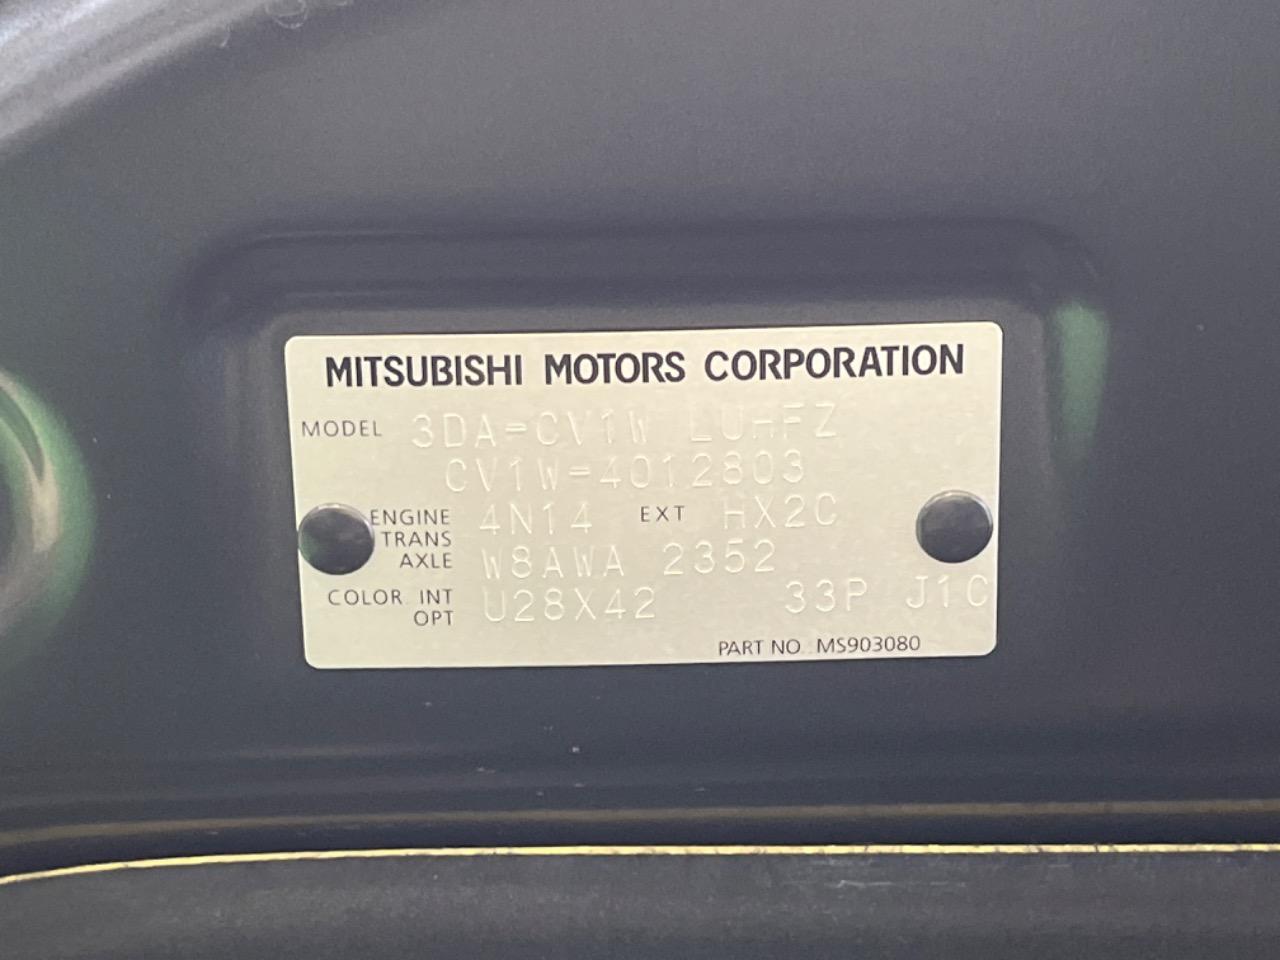 MITSUBISHI MOTORS CORPORATION
MODEL 3DA-CV1W LUHFZ
CV1W-4012803
ENGINE 4N14 EXT HX2C
TRANS AXLE W8AWA 2352
COLOR INT OPT U28X42 33P J1C
PART NO. MS903080